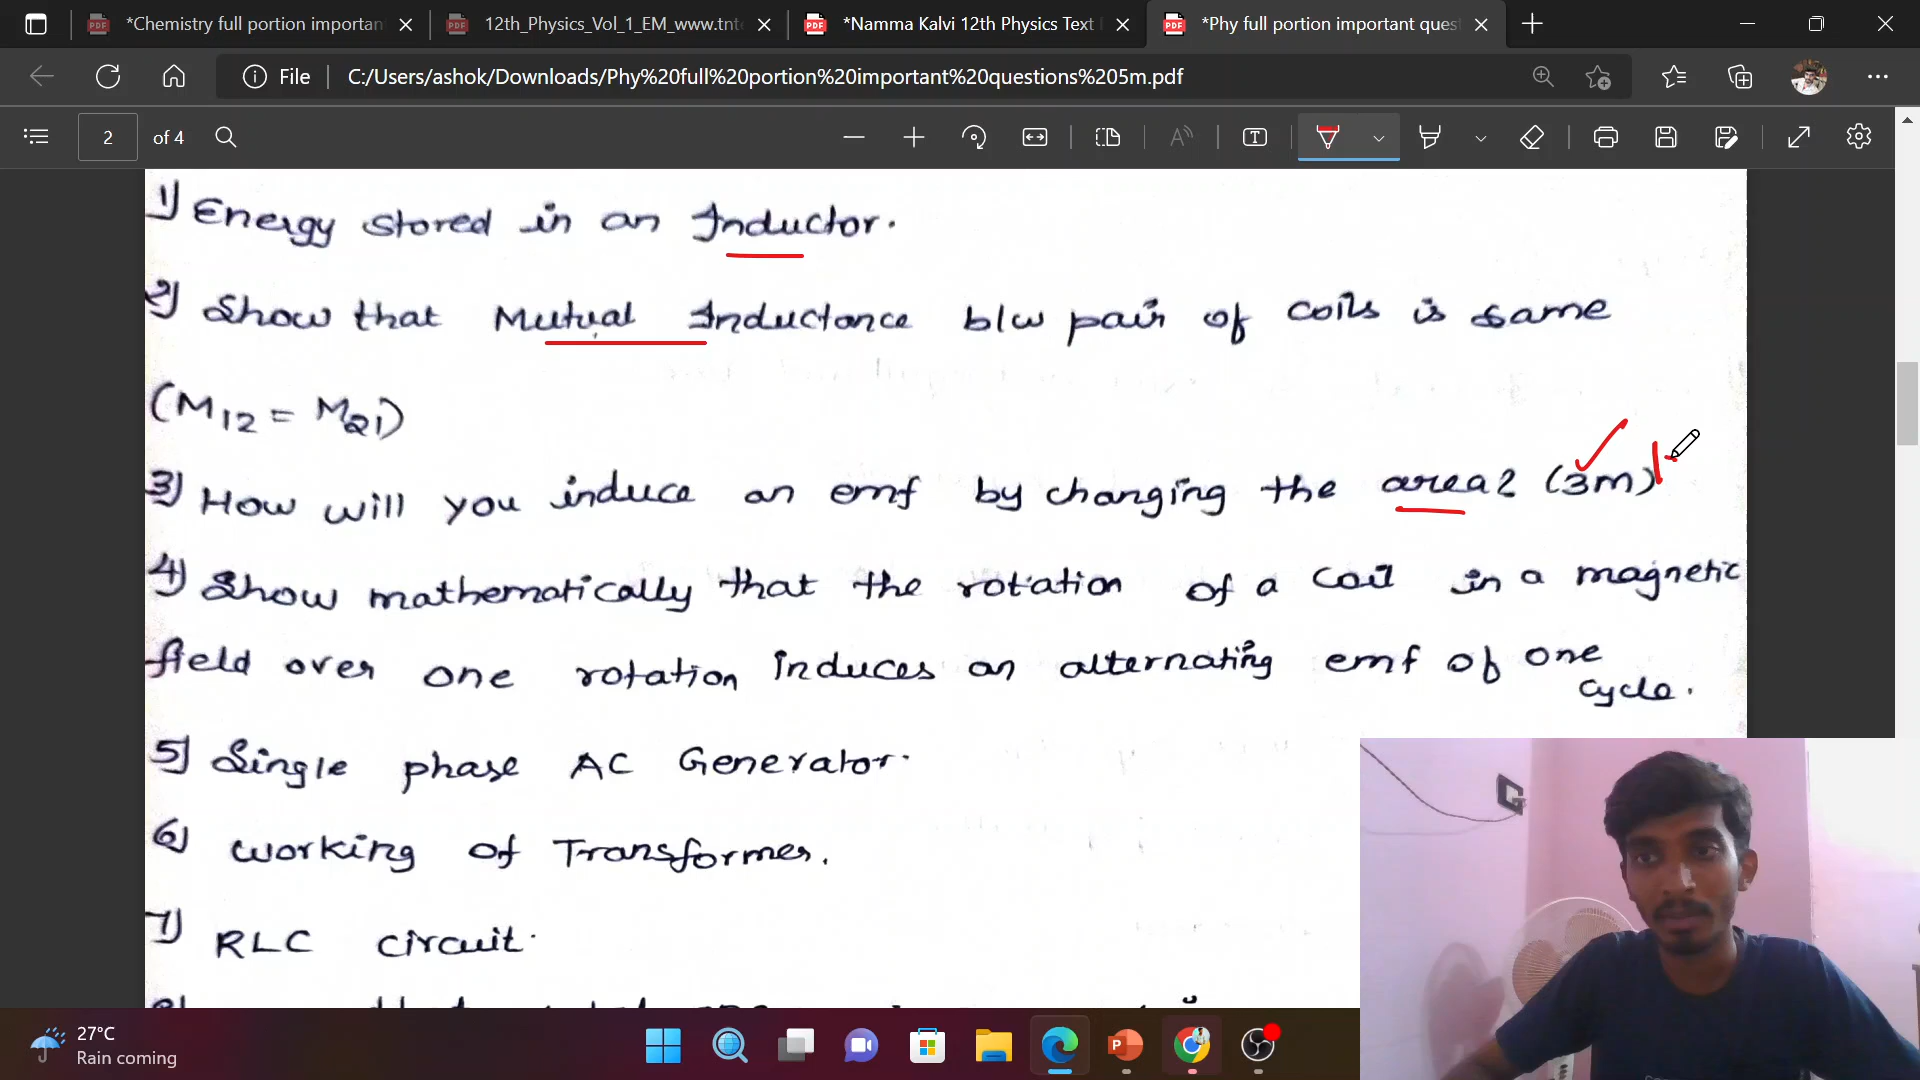 *Chemistry full portion important
12th_Physics_Vol_1_EM_www.tnt
*Namma Kalvi 12th Physics Text
*Phy full portion important ques
File
C:/Users/ashok/Downloads/Phy%20full%20portion%20important%20questions%205m.pdf
2 of 4
1) Energy stored in an Inductor.
2) Show that Mutual Inductance b/w pair of coils is same
(M12 = M21)
3) How will you induce an emf by changing the area? (3m)
4) Show mathematically that the rotation of a coil in a magnetic
field over one rotation induces an alternating emf of one
cycle.
5) Single phase AC Generator.
6) Working of Transformer.
7) RLC circuit.
27°C
Rain coming